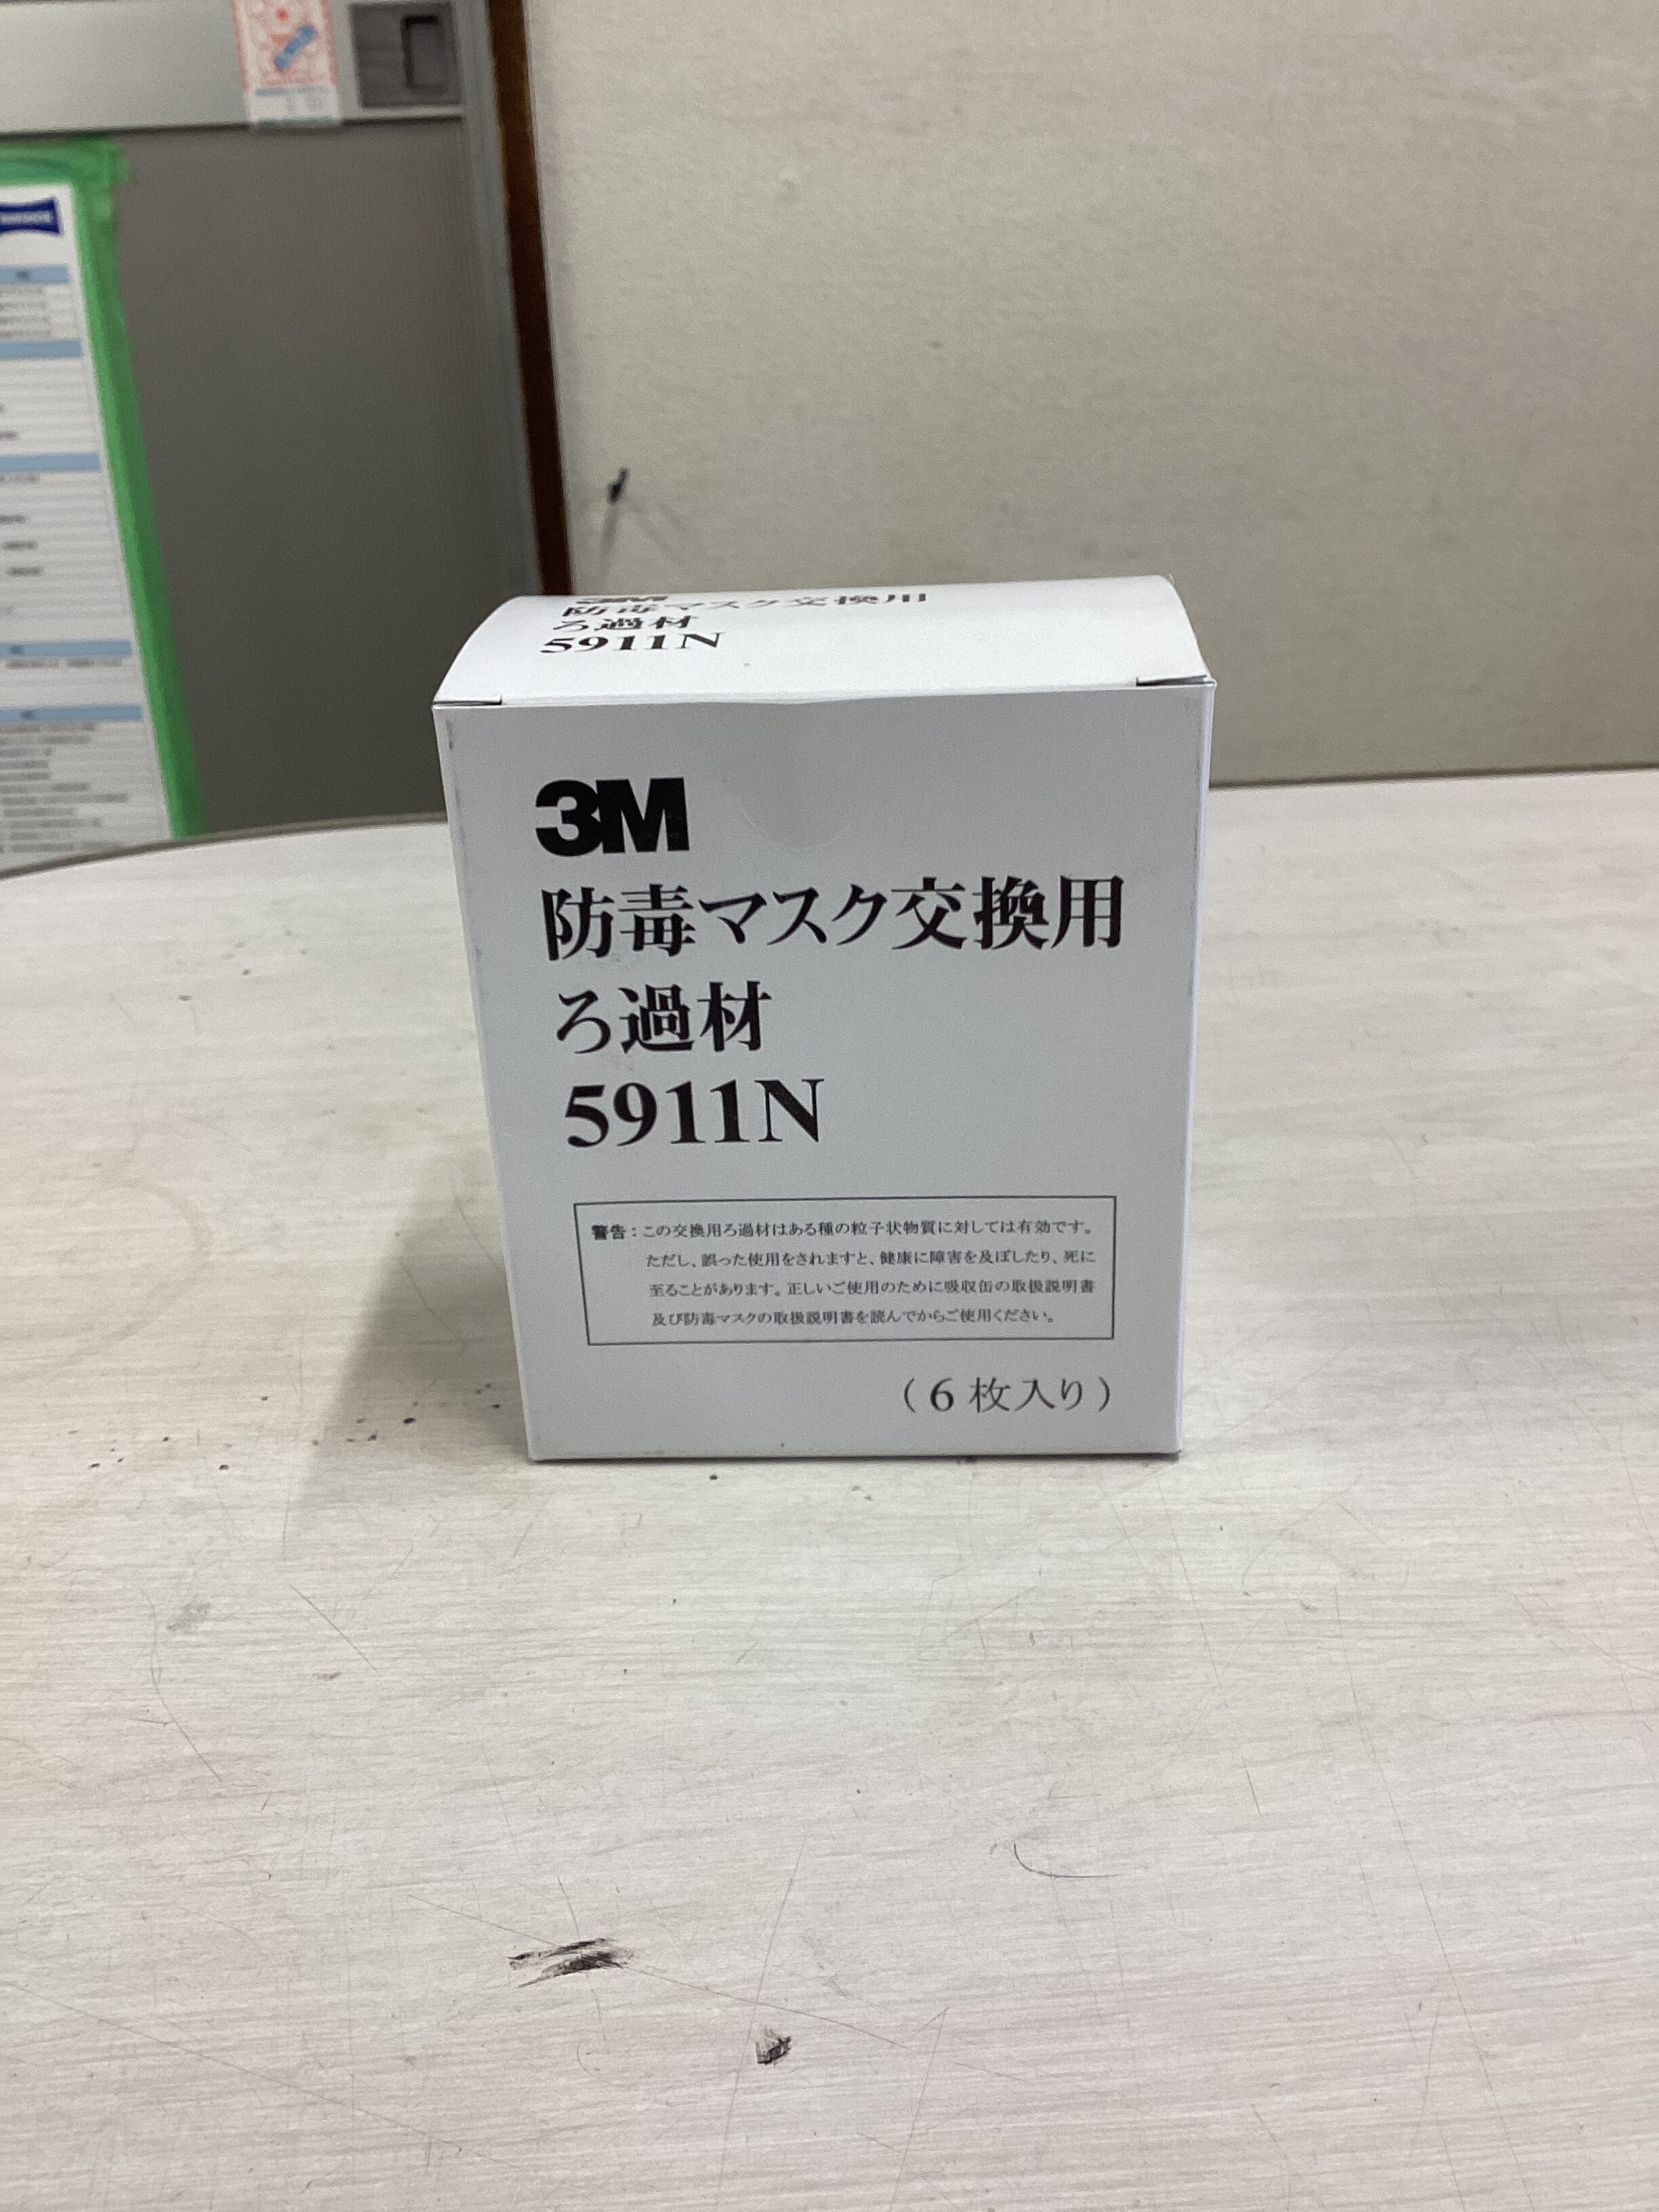 防毒マスク交換用
ろ過材
5911N
3M
防毒マスク交換用
ろ過材
5911N
警告：この交換用ろ過材はある種の粒子状物質に対しては有効です。
ただし、誤った使用をされますと、健康に障害を及ぼしたり、死に
至ることがあります。正しいご使用のために吸収缶の取扱説明書
及び防毒マスクの取扱説明書を読んでからご使用ください。
（6枚入り）